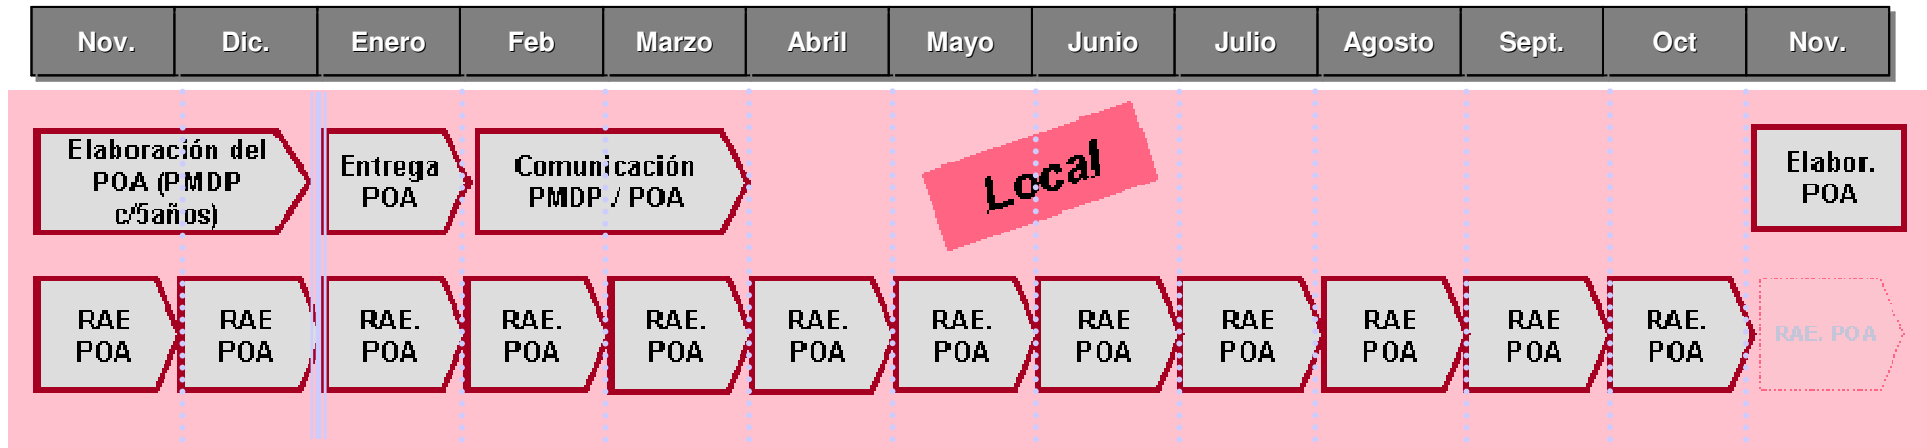 Nov. Dic. Enero Feb Marzo Abril Mayo Junio Julio Agosto Sept. Oct Nov.
Elaboración del
POA (PMDP
c/5años)
Entrega
POA
Comunicación
PMDP / POA
Local
Elabor.
POA
RAE
POA
RAE
POA
RAE.
POA
RAE.
POA
RAE.
POA
RAE.
POA
RAE.
POA
RAE
POA
RAE
POA
RAE
POA
RAE
POA
RAE.
POA
RAE. POA